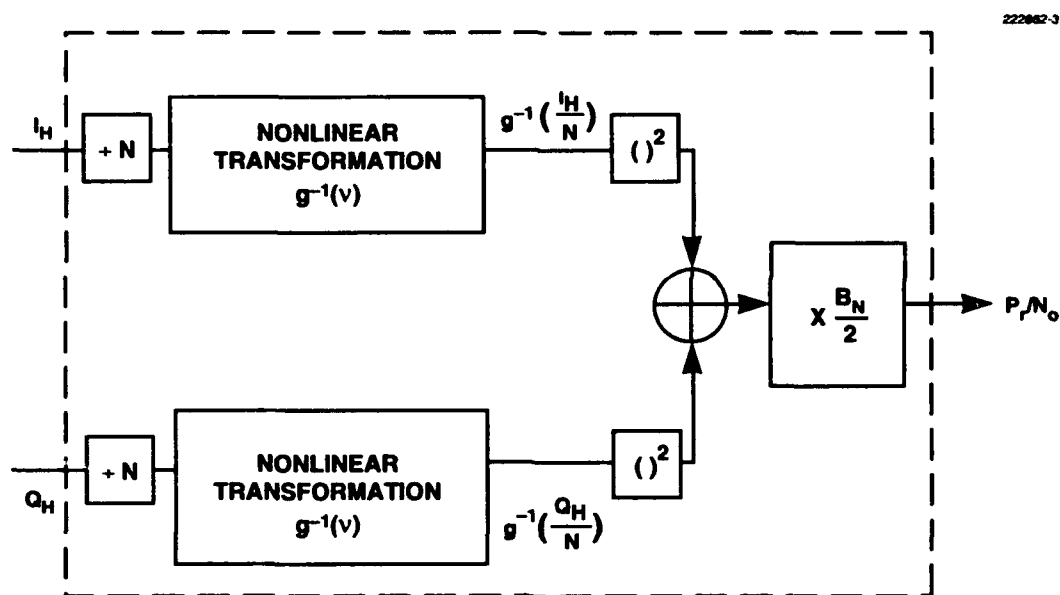 222662-3
I_H
+ N
NONLINEAR
TRANSFORMATION
g⁻¹(ν)
g⁻¹(I_H/N)
( )²
X B_N/2
P_r/N_o
Q_H
+ N
NONLINEAR
TRANSFORMATION
g⁻¹(ν)
g⁻¹(Q_H/N)
( )²